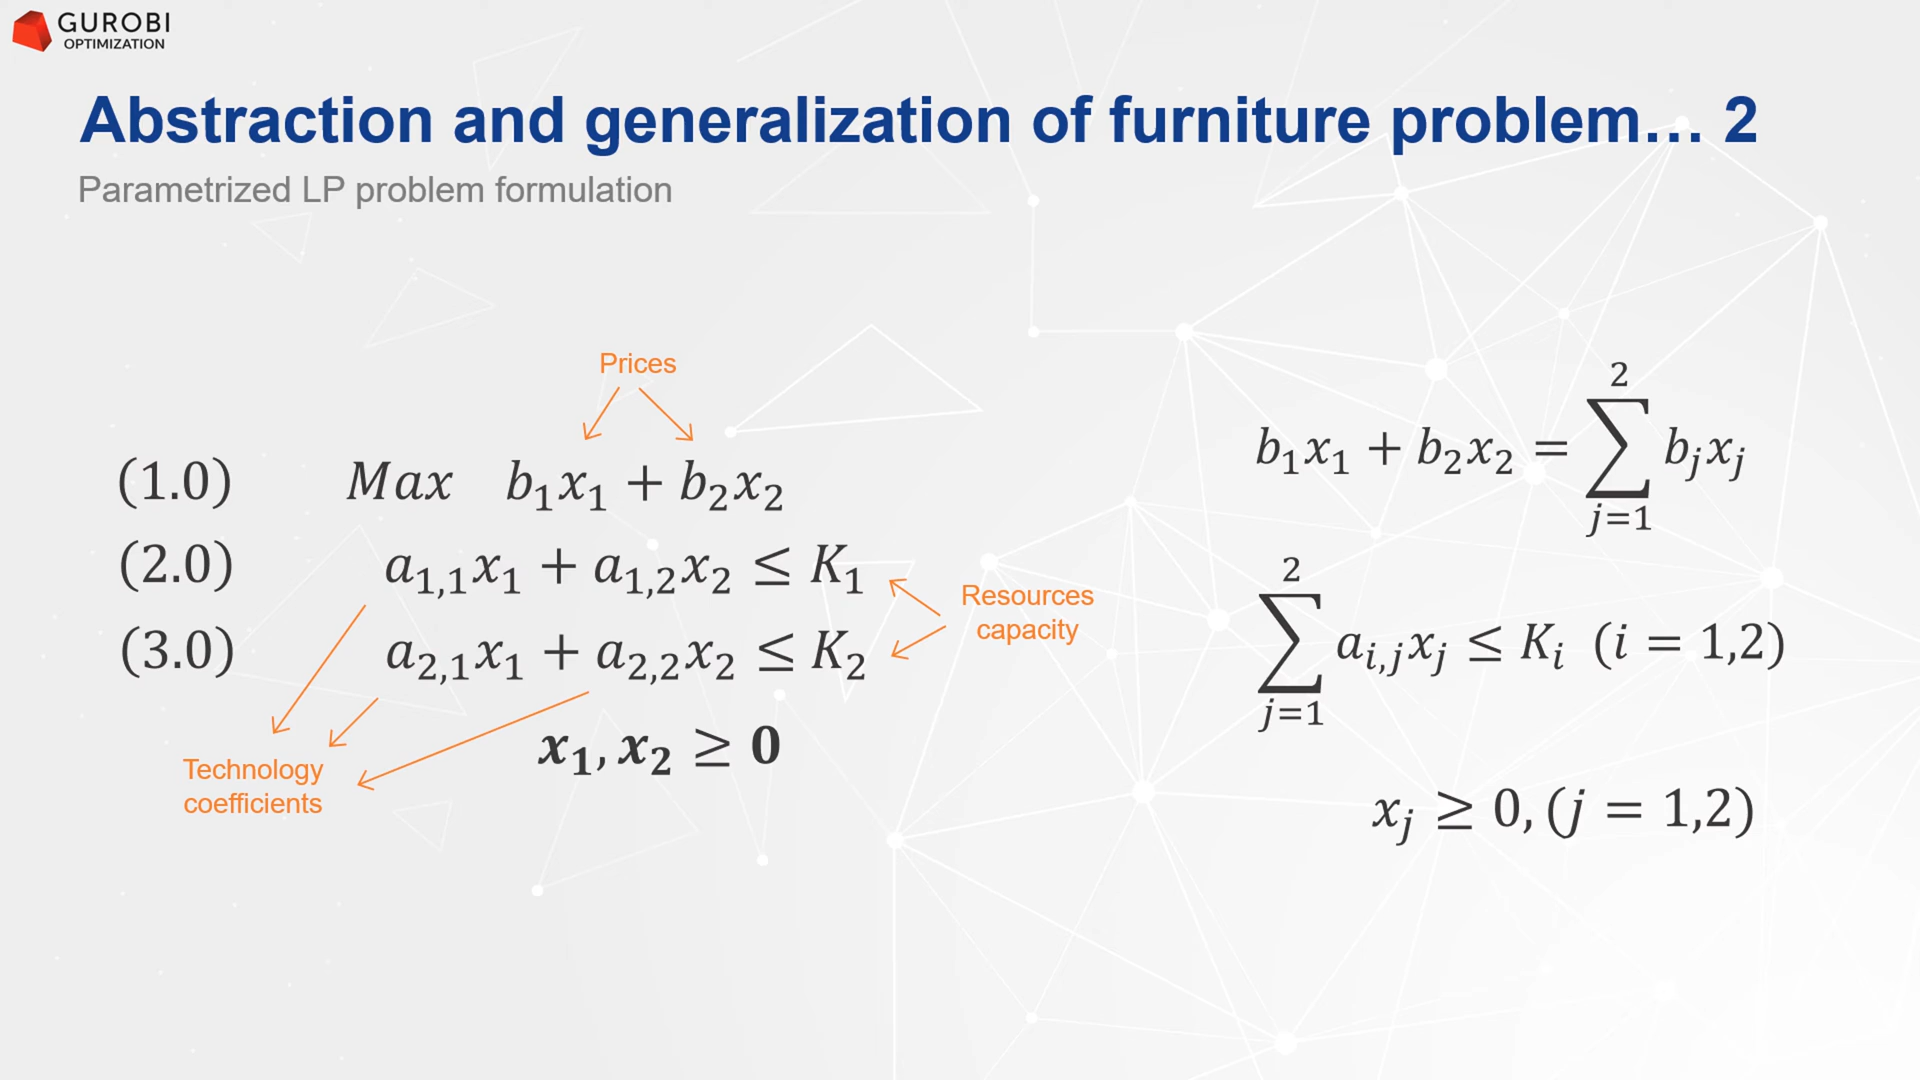 GUROBI
OPTIMIZATION
Abstraction and generalization of furniture problem… 2
Parametrized LP problem formulation
Prices
(1.0) Max b₁x₁ + b₂x₂
(2.0) a₁,₁x₁ + a₁,₂x₂ ≤ K₁
(3.0) a₂,₁x₁ + a₂,₂x₂ ≤ K₂
x₁, x₂ ≥ 0
Resources
capacity
Technology
coefficients
2
b₁x₁ + b₂x₂ = ∑ bⱼxⱼ
j=1
2
∑ aᵢ,ⱼxⱼ ≤ Kᵢ (i = 1,2)
j=1
xⱼ ≥ 0, (j = 1,2)